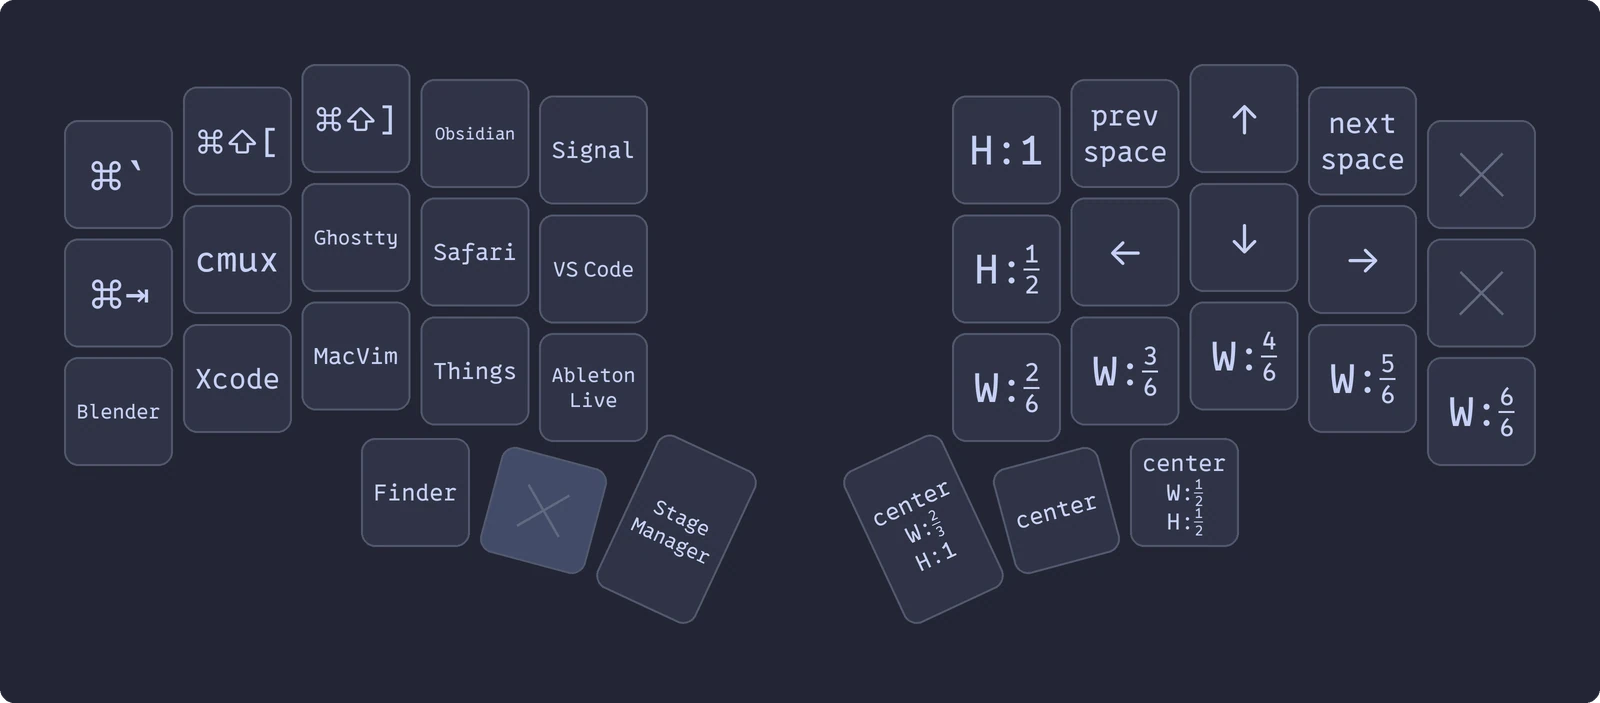 ⌘`
⌘⇧[
⌘⇧]
Obsidian
Signal
⌘⇥
cmux
Ghostty
Safari
VS Code
Blender
Xcode
MacVim
Things
Ableton
Live
Finder
Stage
Manager
H:1
prev
space
↑
next
space
H:1/2
←
↓
→
W:2/6
W:3/6
W:4/6
W:5/6
W:6/6
center
W:2/3
H:1
center
center
W:1/2
H:1/2